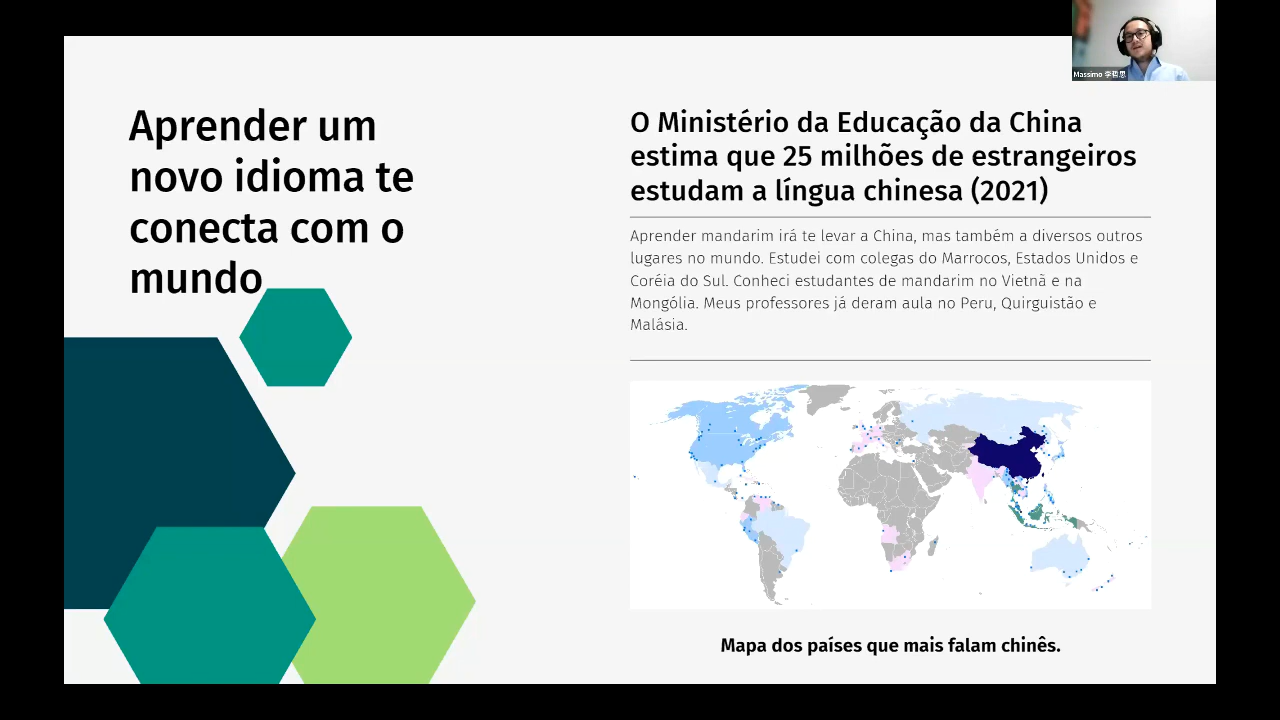 Massimo 李哲思
Aprender um
novo idioma te
conecta com o
mundo
O Ministério da Educação da China
estima que 25 milhões de estrangeiros
estudam a língua chinesa (2021)
Aprender mandarim irá te levar a China, mas também a diversos outros
lugares no mundo. Estudei com colegas do Marrocos, Estados Unidos e
Coréia do Sul. Conheci estudantes de mandarim no Vietnã e na
Mongólia. Meus professores já deram aula no Peru, Quirguistão e
Malásia.
Mapa dos países que mais falam chinês.